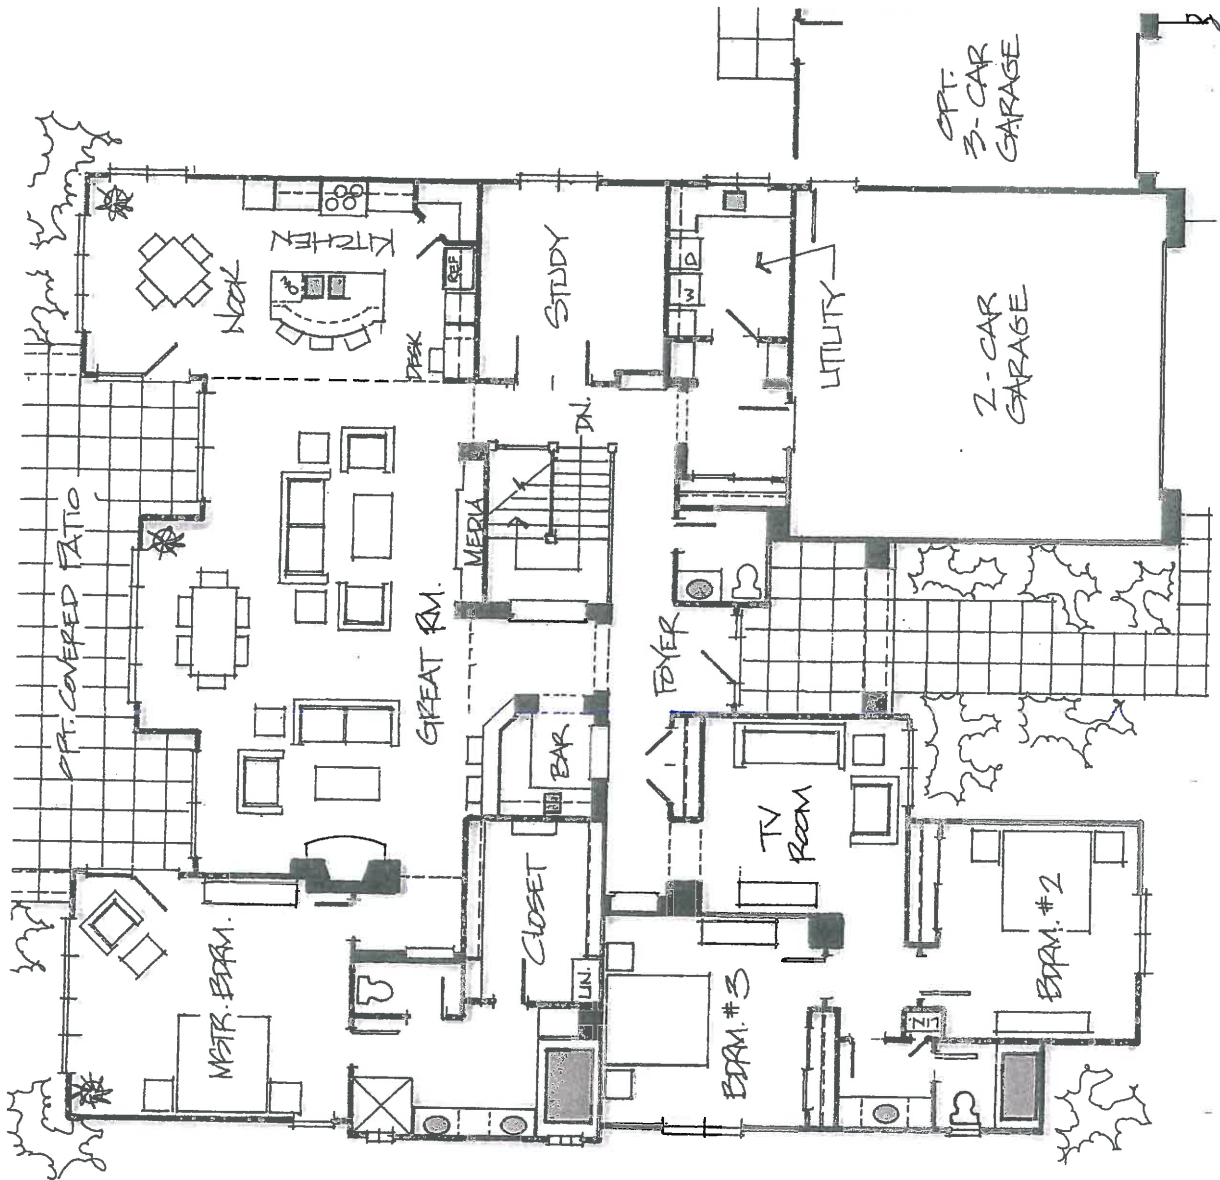 OPT.
3-CAR
GARAGE
KITCHEN
NOOK
REF
DESK
STUDY
D
W
UTILITY
2-CAR
GARAGE
OPT. COVERED PATIO
DN.
MEDIA
GREAT RM.
FOYER
BAR
TV
ROOM
CLOSET
LIN.
MSTR. BDRM.
BDRM. #3
BDRM. #2